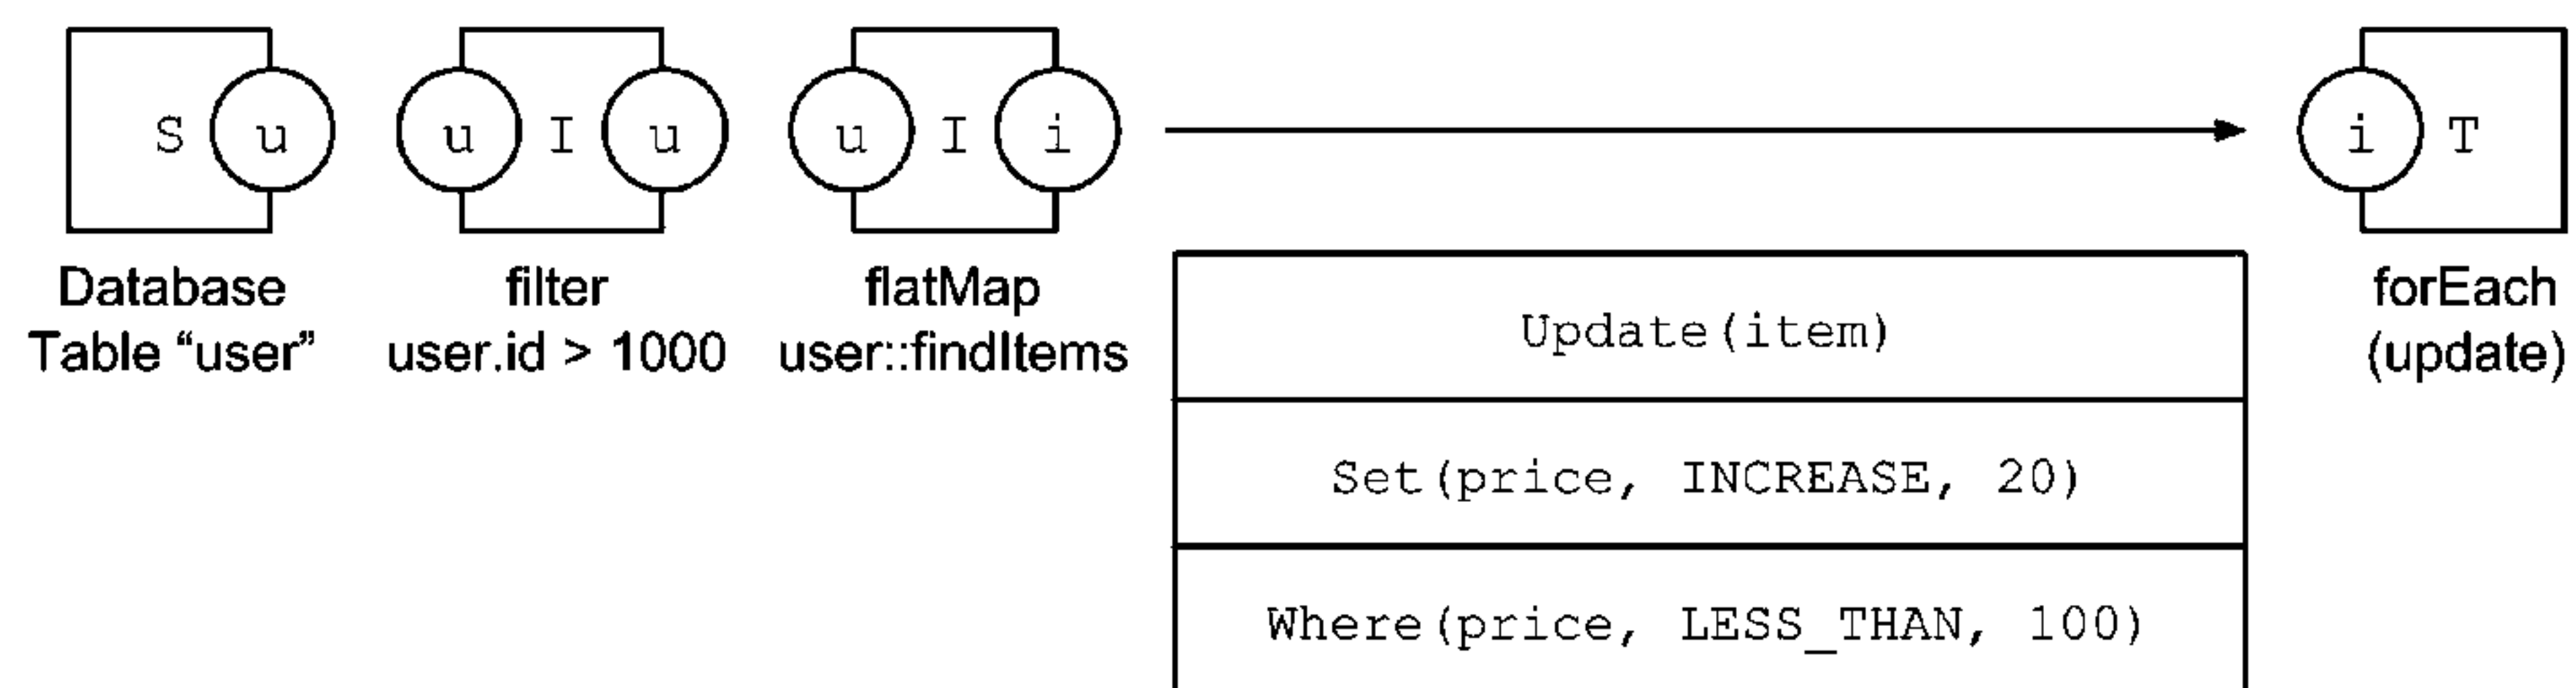 S u u I u u I i i T
Database
Table “user”
filter
user.id > 1000
flatMap
user::findItems
Update(item)
Set(price, INCREASE, 20)
Where(price, LESS_THAN, 100)
forEach
(update)